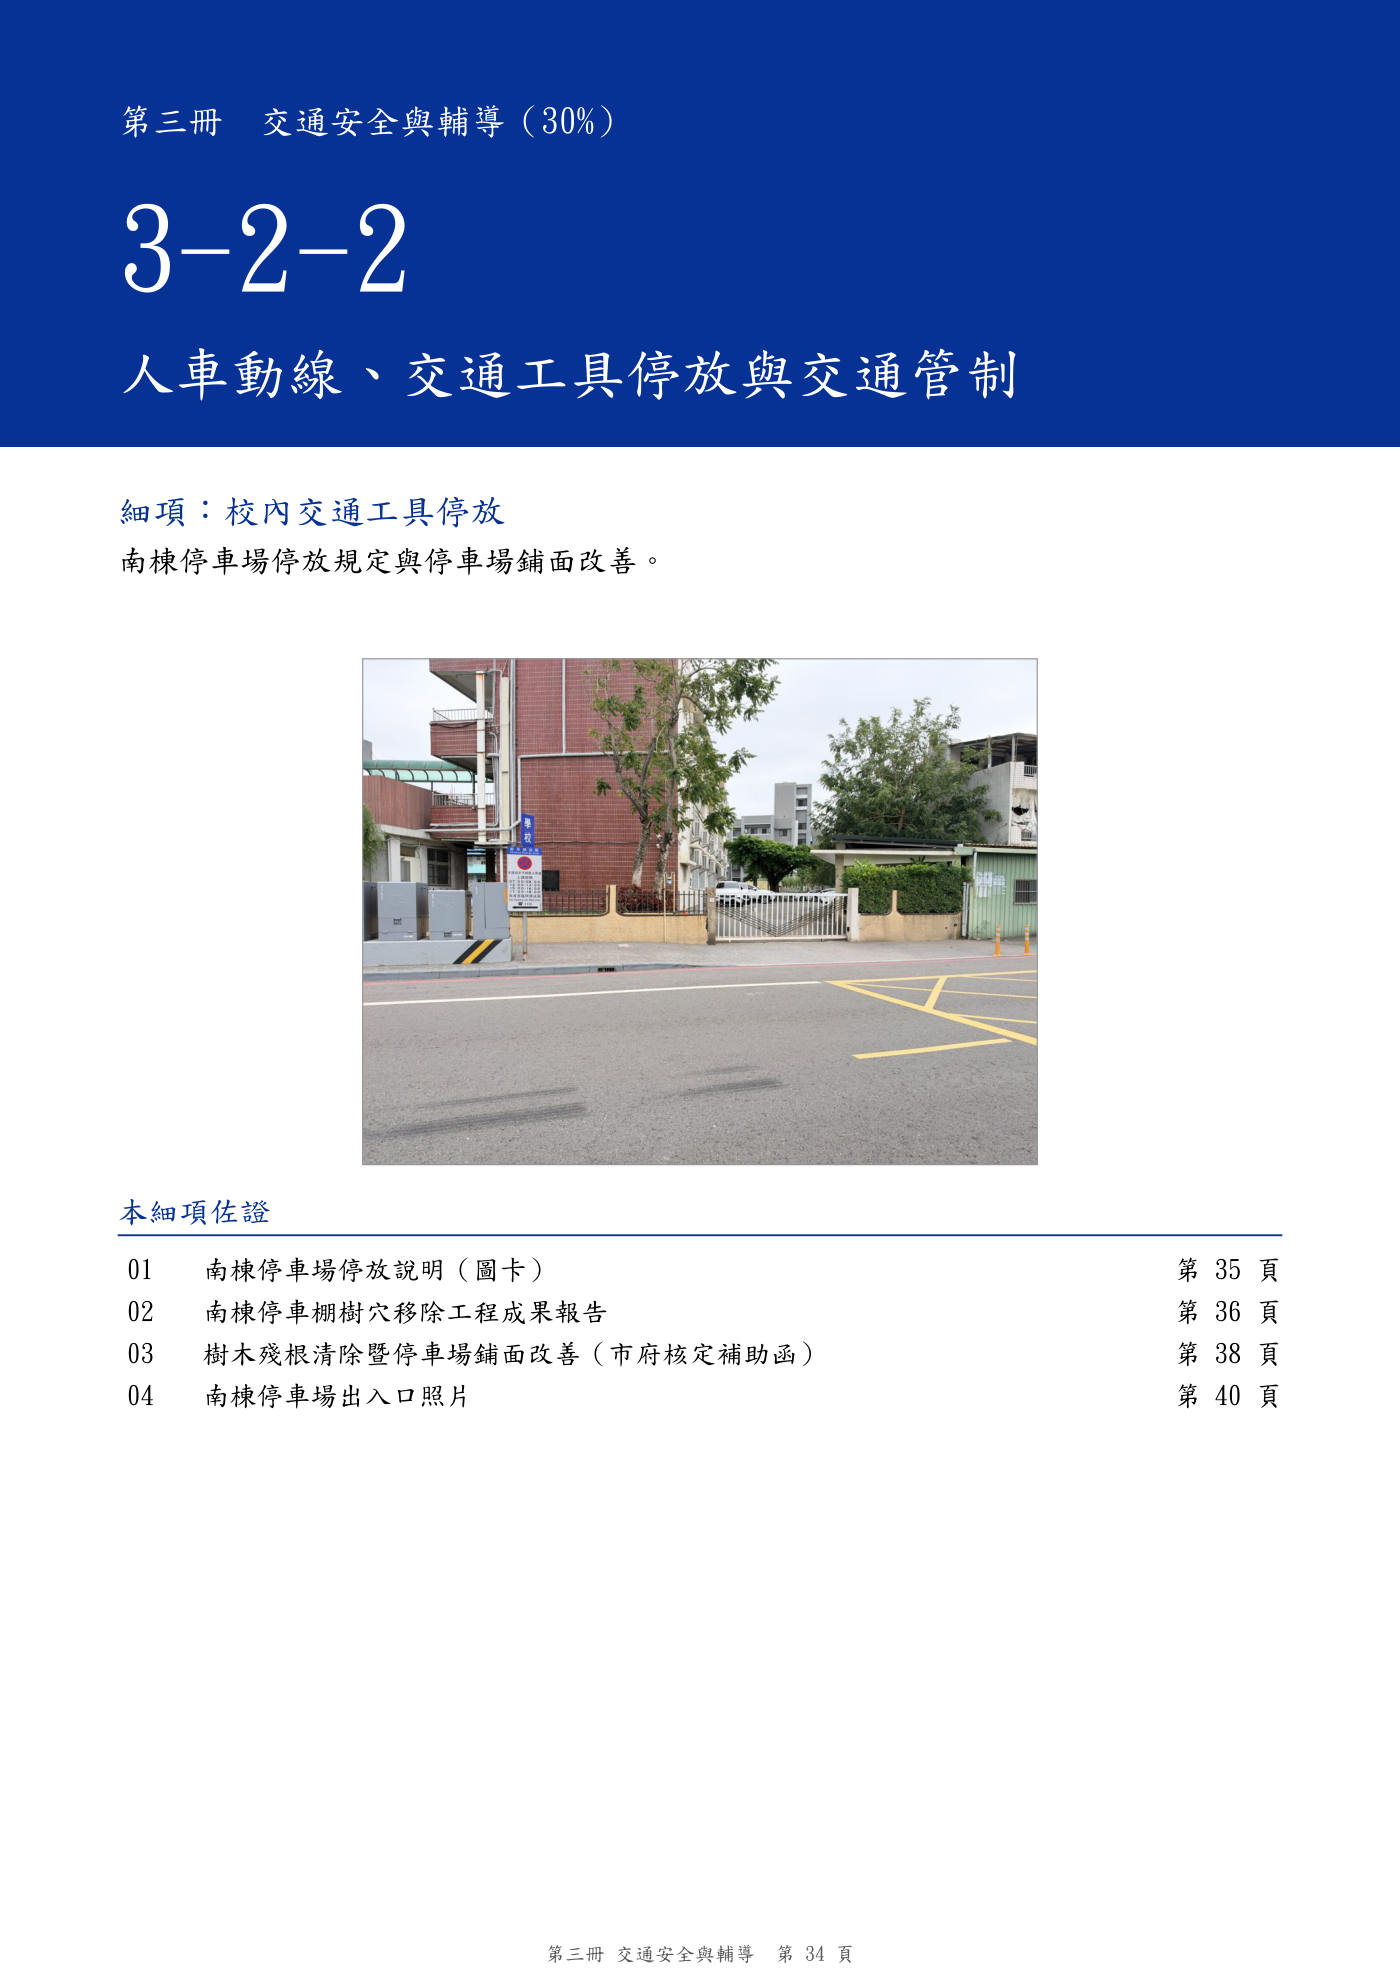 第三冊　交通安全與輔導（30%）
3-2-2
人車動線、交通工具停放與交通管制
細項：校內交通工具停放
南棟停車場停放規定與停車場鋪面改善。
學校
本細項佐證
01 南棟停車場停放說明（圖卡） 第 35 頁
02 南棟停車棚樹穴移除工程成果報告 第 36 頁
03 樹木殘根清除暨停車場鋪面改善（市府核定補助函） 第 38 頁
04 南棟停車場出入口照片 第 40 頁
第三冊 交通安全與輔導　第 34 頁